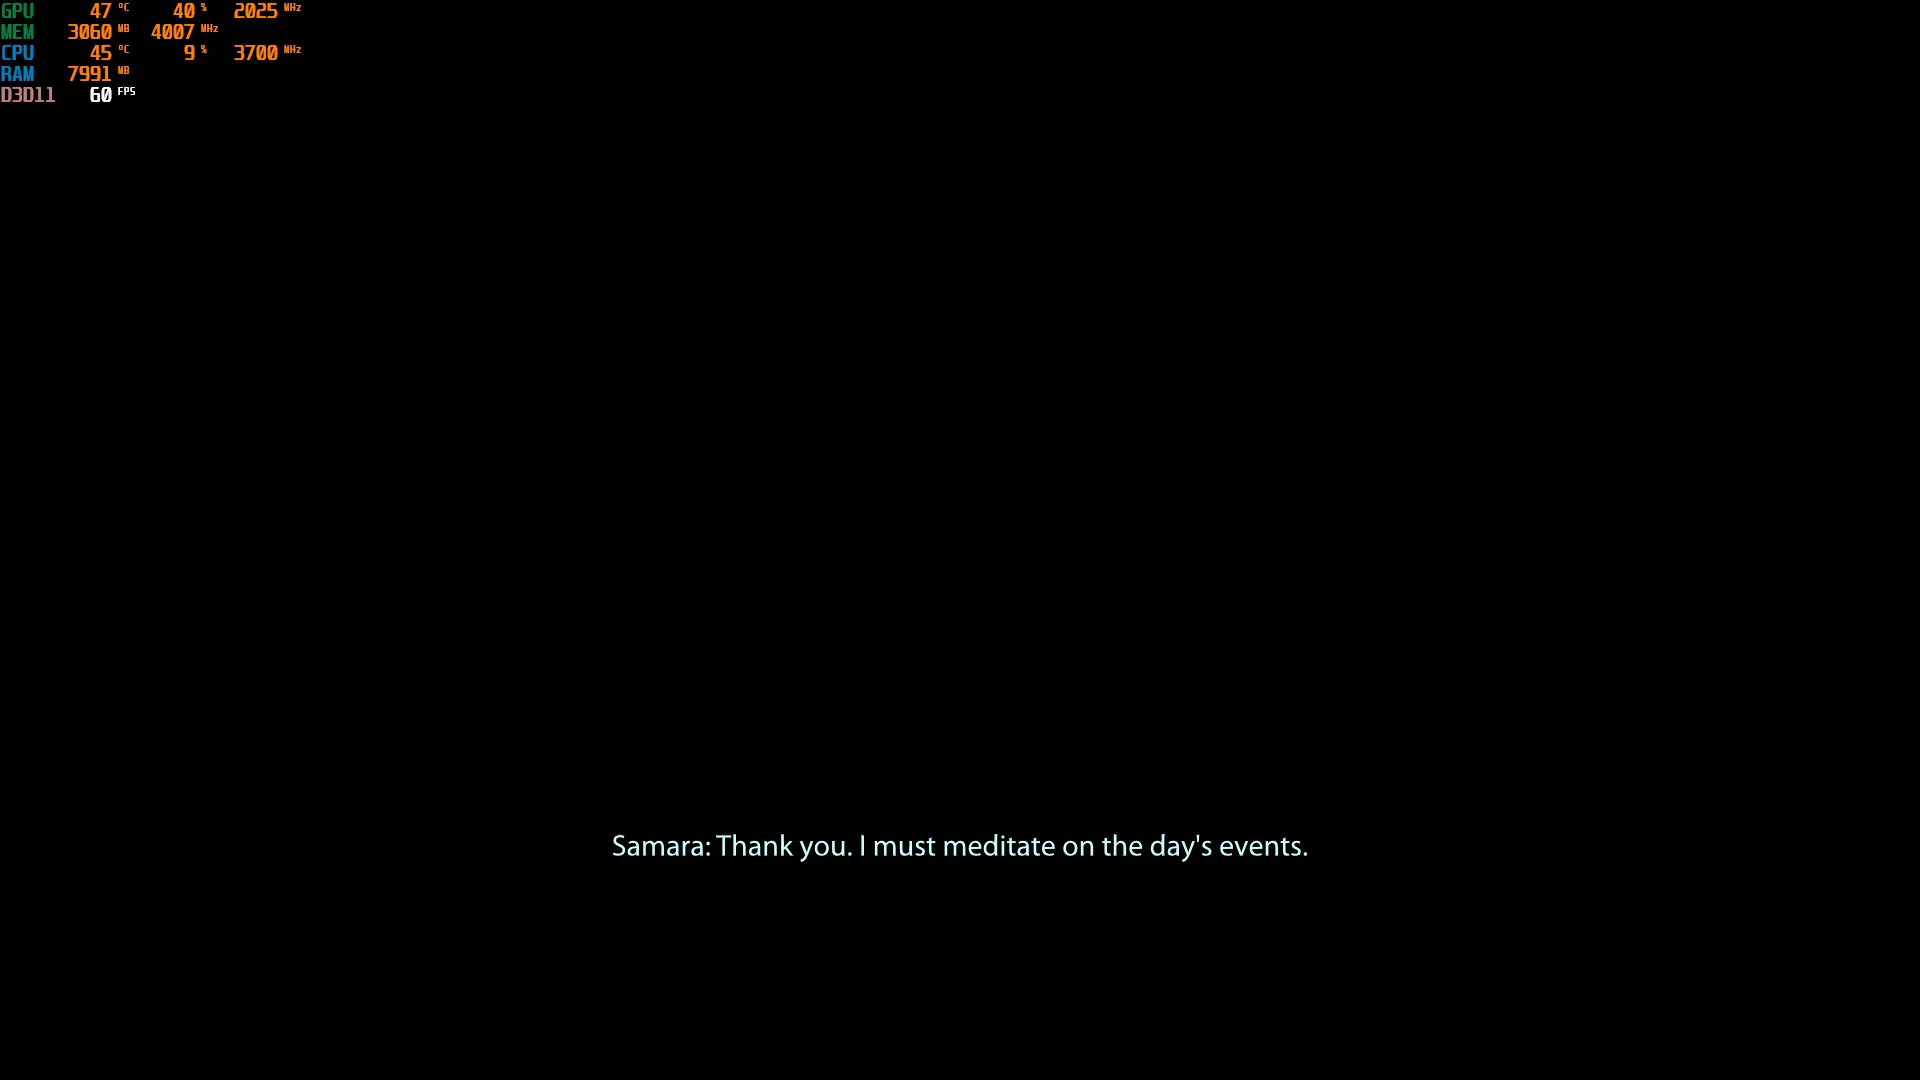 GPU 47 °C 40 % 2025 MHz
MEM 3060 MB 4007 MHz
CPU 45 °C 9 % 3700 MHz
RAM 7991 MB
D3D11 60 FPS
Samara: Thank you. I must meditate on the day's events.